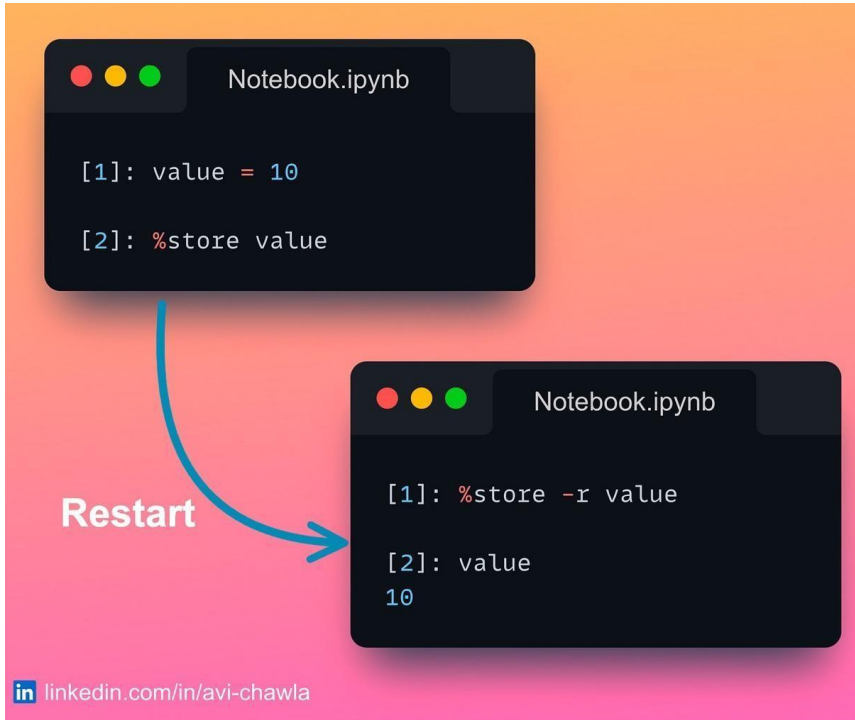 Notebook.ipynb
[1]: value = 10
[2]: %store value
Restart
Notebook.ipynb
[1]: %store -r value
[2]: value
10
in linkedin.com/in/avi-chawla